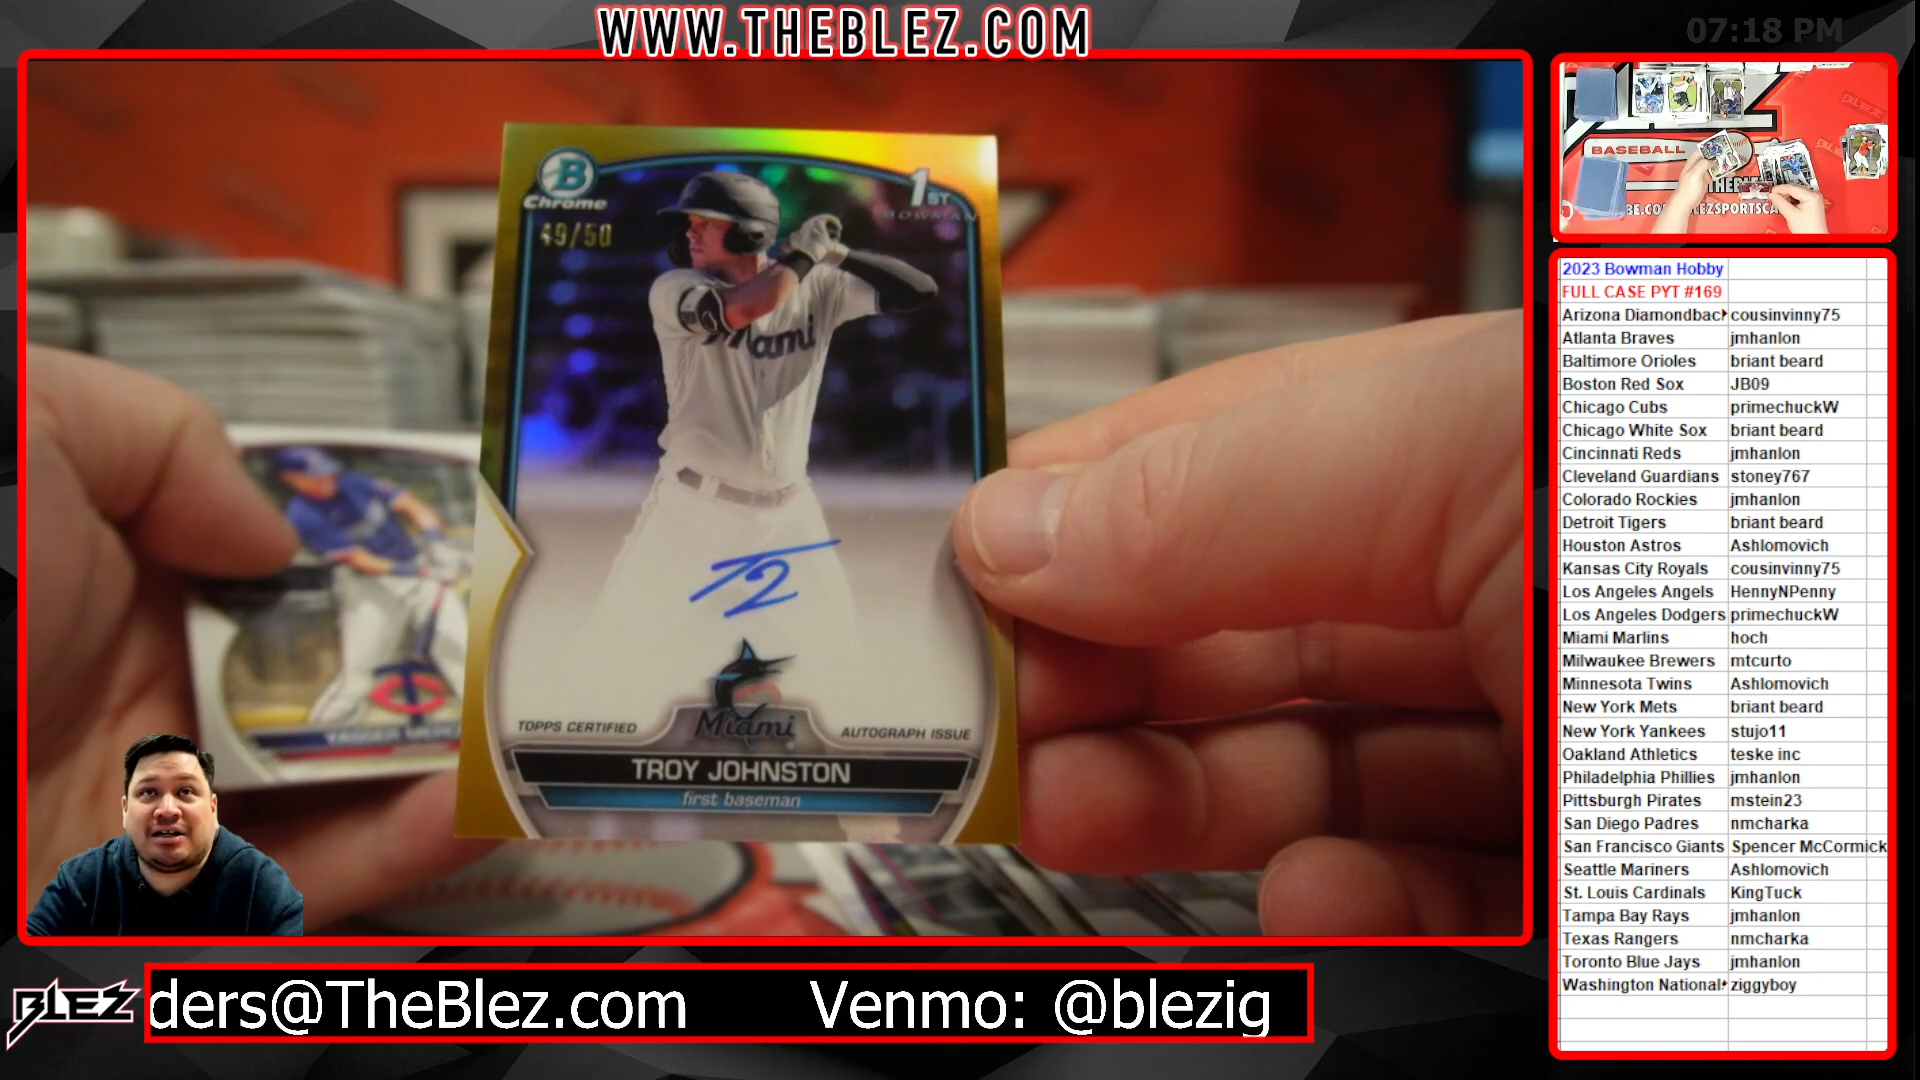 WWW.THEBLEZ.COM
07:18 PM
B
Chrome
49/50
1ST
BOWMAN
Miami
TOPPS CERTIFIED
Miami
AUTOGRAPH ISSUE
TROY JOHNSTON
first baseman
BASEBALL
2023 Bowman Hobby
FULL CASE PYT #169
Arizona Diamondbac cousinvinny75
Atlanta Braves jmhanlon
Baltimore Orioles briant beard
Boston Red Sox JB09
Chicago Cubs primechuckW
Chicago White Sox briant beard
Cincinnati Reds jmhanlon
Cleveland Guardians stoney767
Colorado Rockies jmhanlon
Detroit Tigers briant beard
Houston Astros Ashlomovich
Kansas City Royals cousinvinny75
Los Angeles Angels HennyNPenny
Los Angeles Dodgers primechuckW
Miami Marlins hoch
Milwaukee Brewers mtcurto
Minnesota Twins Ashlomovich
New York Mets briant beard
New York Yankees stujo11
Oakland Athletics teske inc
Philadelphia Phillies jmhanlon
Pittsburgh Pirates mstein23
San Diego Padres nmcharka
San Francisco Giants Spencer McCormick
Seattle Mariners Ashlomovich
St. Louis Cardinals KingTuck
Tampa Bay Rays jmhanlon
Texas Rangers nmcharka
Toronto Blue Jays jmhanlon
Washington National ziggyboy
BLEZ
ders@TheBlez.com Venmo: @blezig